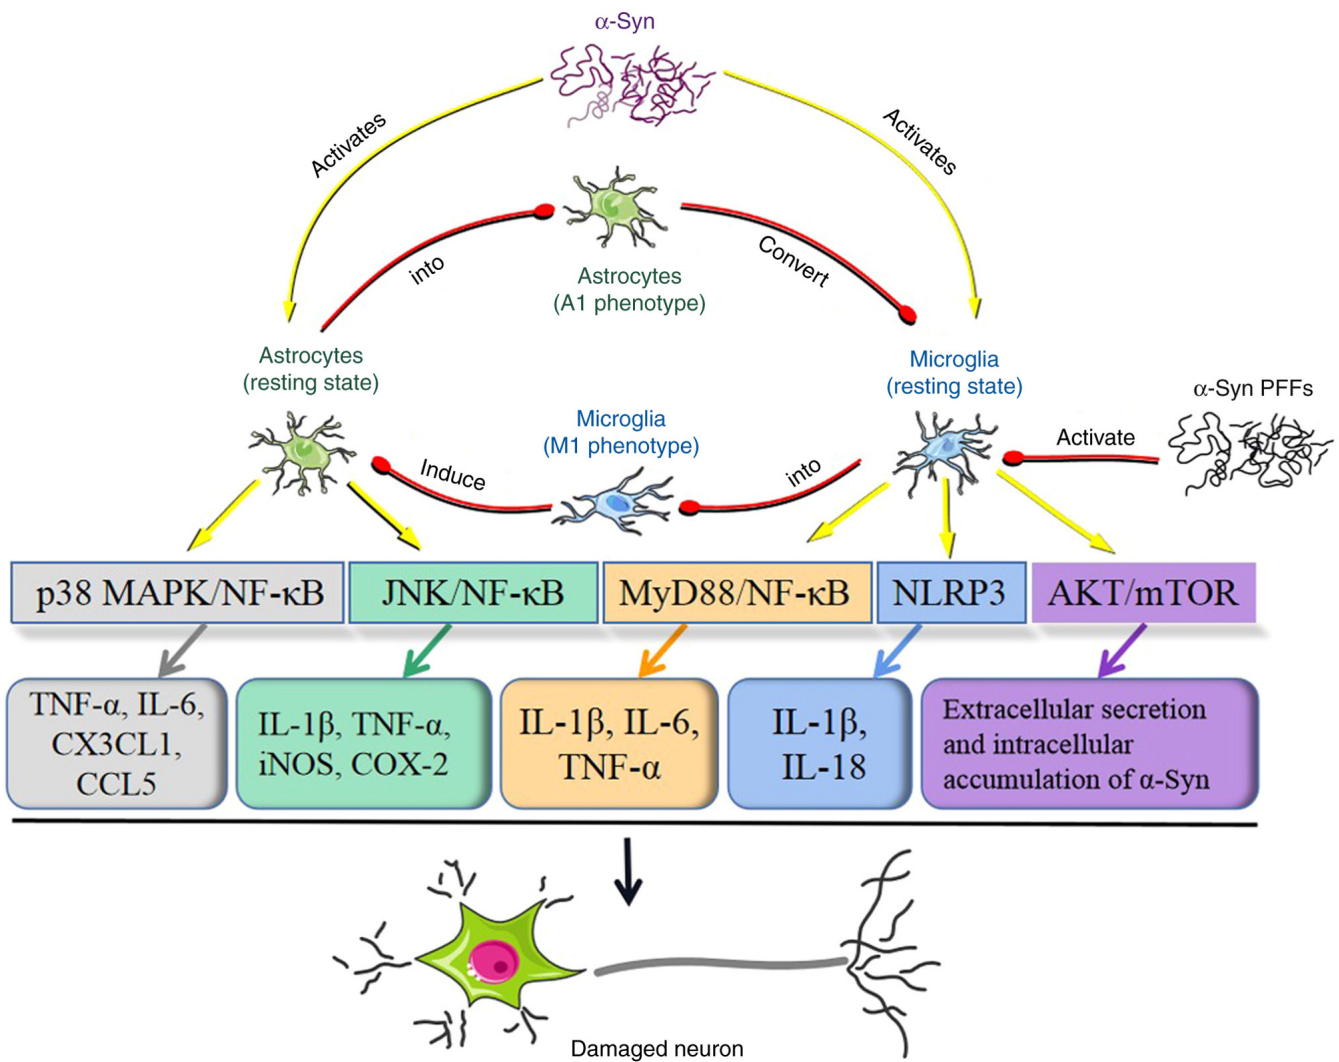 α-Syn
Activates
Activates
into
Convert
Astrocytes
(A1 phenotype)
Astrocytes
(resting state)
Microglia
(resting state)
α-Syn PFFs
Microglia
(M1 phenotype)
Activate
Induce
into
p38 MAPK/NF-κB
JNK/NF-κB
MyD88/NF-κB
NLRP3
AKT/mTOR
TNF-α, IL-6,
CX3CL1,
CCL5
IL-1β, TNF-α,
iNOS, COX-2
IL-1β, IL-6,
TNF-α
IL-1β,
IL-18
Extracellular secretion
and intracellular
accumulation of α-Syn
Damaged neuron